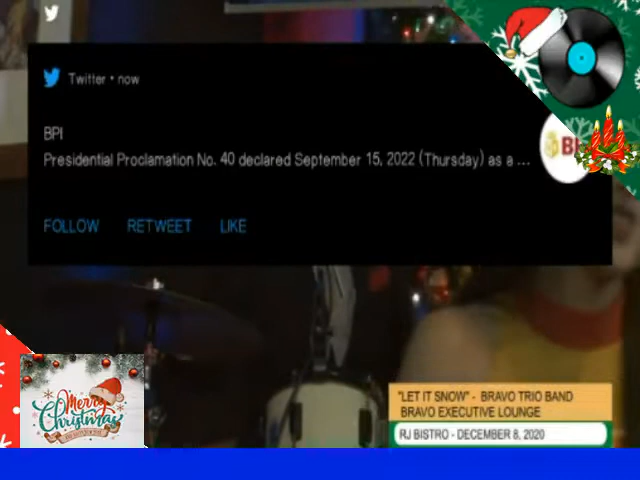 Twitter • now
BPI
Presidential Proclamation No. 40 declared September 15, 2022 (Thursday) as a ...
FOLLOW RETWEET LIKE
Merry
Christmas
"LET IT SNOW" - BRAVO TRIO BAND
BRAVO EXECUTIVE LOUNGE
RJ BISTRO - DECEMBER 8, 2020